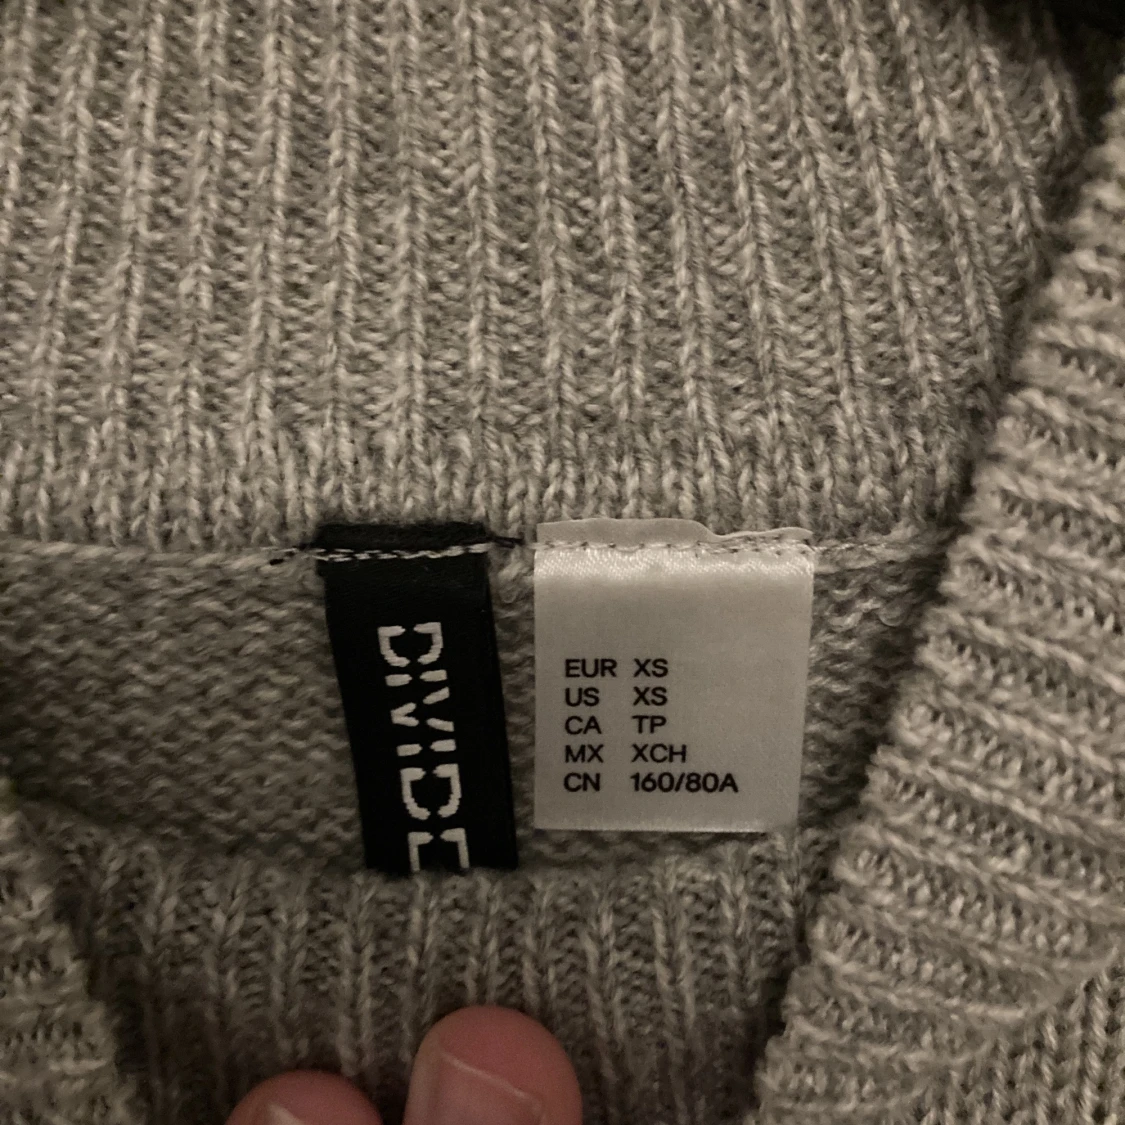 DIVIDE
EUR XS
US XS
CA TP
MX XCH
CN 160/80A